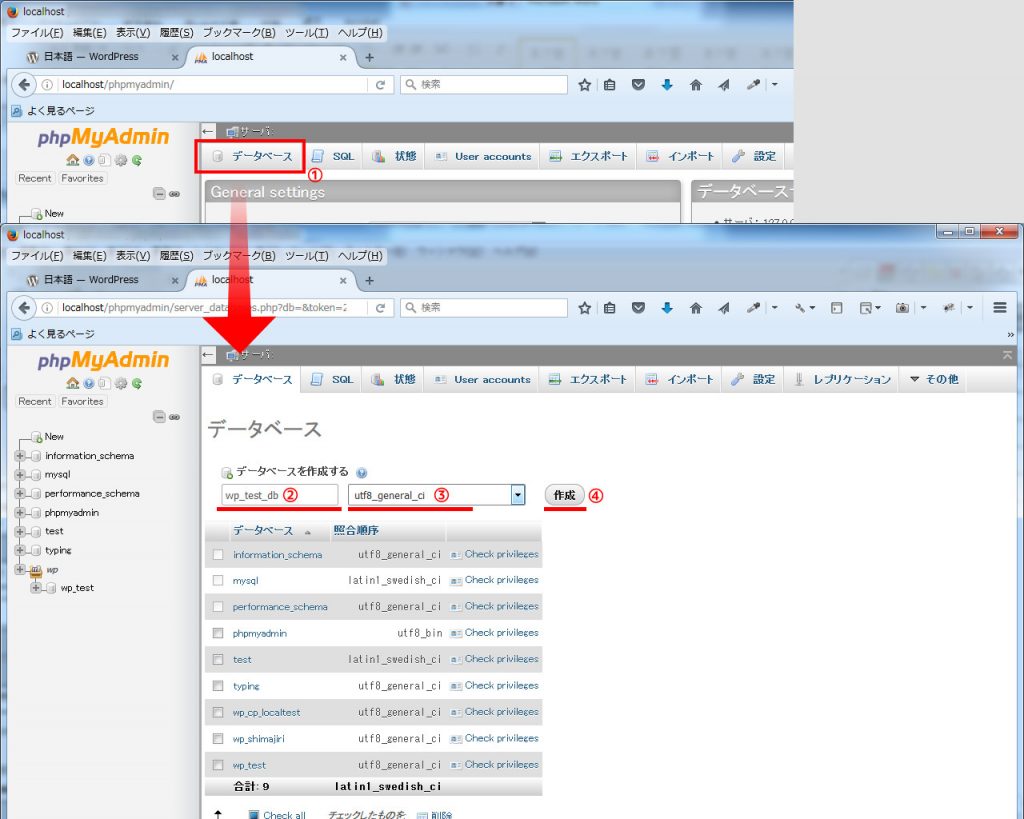 localhost
ファイル(F) 編集(E) 表示(V) 履歴(S) ブックマーク(B) ツール(T) ヘルプ(H)
日本語 — WordPress × localhost × +
localhost/phpmyadmin/ 検索
よく見るページ
phpMyAdmin
サーバ:
データベース SQL 状態 User accounts エクスポート インポート 設定
①
Recent Favorites
General settings データベースサ
New
サーバ: 127.0
localhost
ファイル(F) 編集(E) 表示(V) 履歴(S) ブックマーク(B) ツール(T) ヘルプ(H)
日本語 — WordPress × localhost × +
検索
よく見るページ
phpMyAdmin
サーバ:
データベース SQL 状態 User accounts エクスポート インポート 設定 レプリケーション その他
Recent Favorites
New
information_schema
mysql
performance_schema
phpmyadmin
test
typing
wp
wp_test
データベース
データベースを作成する
wp_test_db ② utf8_general_ci ③ 作成 ④
データベース 照合順序
information_schema utf8_general_ci Check privileges
mysql latin1_swedish_ci Check privileges
performance_schema utf8_general_ci Check privileges
phpmyadmin utf8_bin Check privileges
test latin1_swedish_ci Check privileges
typing utf8_general_ci Check privileges
wp_cp_localtest utf8_general_ci Check privileges
wp_shimajiri utf8_general_ci Check privileges
wp_test utf8_general_ci Check privileges
合計: 9 latin1_swedish_ci
Check all チェックしたものを: 削除